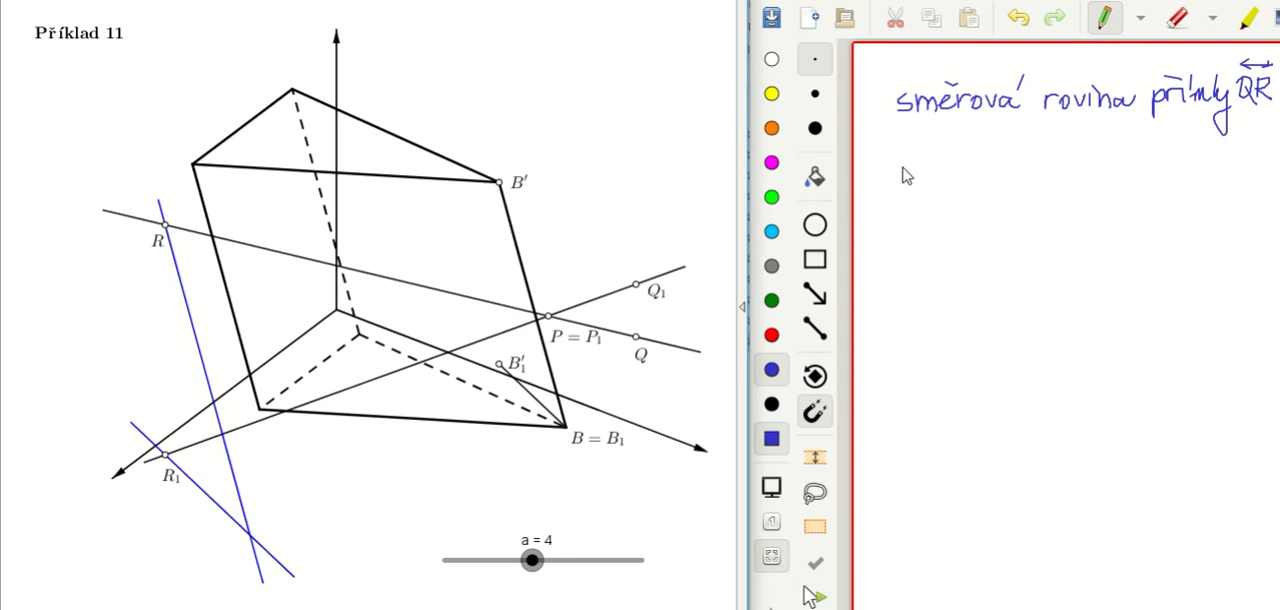 Příklad 11
směrová rovina přímky QR
B′
R
Q₁
P = P₁
Q
B′₁
B = B₁
R₁
a = 4